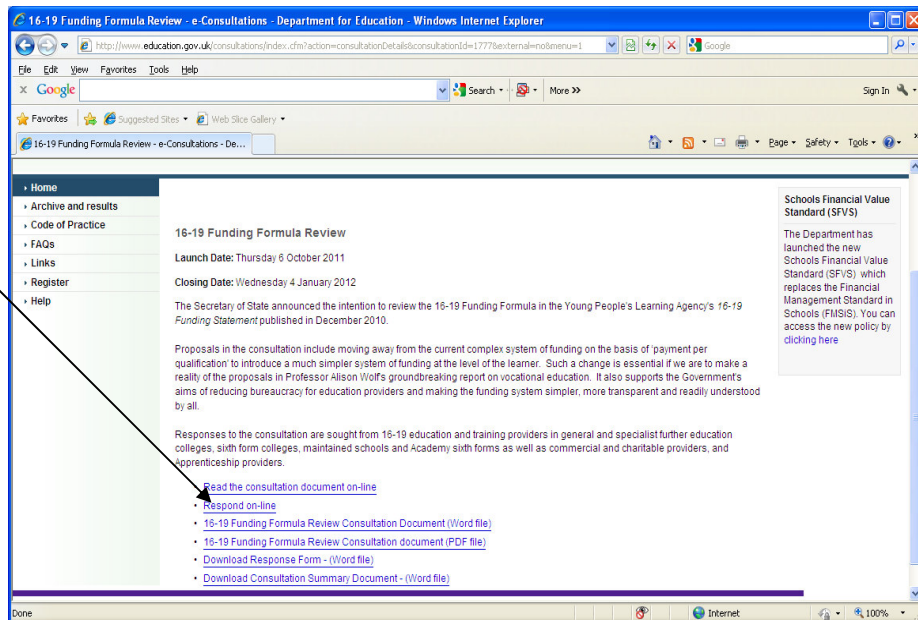 16-19 Funding Formula Review - e-Consultations - Department for Education - Windows Internet Explorer
http://www.education.gov.uk/consultations/index.cfm?action=consultationDetails&consultationId=1777&external=no&menu=1
Google
File Edit View Favorites Tools Help
x Google Search More >> Sign In
Favorites Suggested Sites Web Slice Gallery
16-19 Funding Formula Review - e-Consultations - De... Page Safety Tools
Home
Archive and results
Code of Practice
FAQs
Links
Register
Help
16-19 Funding Formula Review
Launch Date: Thursday 6 October 2011
Closing Date: Wednesday 4 January 2012
The Secretary of State announced the intention to review the 16-19 Funding Formula in the Young People's Learning Agency's 16-19
Funding Statement published in December 2010.
Proposals in the consultation include moving away from the current complex system of funding on the basis of 'payment per
qualification' to introduce a much simpler system of funding at the level of the learner. Such a change is essential if we are to make a
reality of the proposals in Professor Alison Wolf's groundbreaking report on vocational education. It also supports the Government's
aims of reducing bureaucracy for education providers and making the funding system simpler, more transparent and readily understood
by all.
Responses to the consultation are sought from 16-19 education and training providers in general and specialist further education
colleges, sixth form colleges, maintained schools and Academy sixth forms as well as commercial and charitable providers, and
Apprenticeship providers.
Read the consultation document on-line
Respond on-line
16-19 Funding Formula Review Consultation Document (Word file)
16-19 Funding Formula Review Consultation document (PDF file)
Download Response Form - (Word file)
Download Consultation Summary Document - (Word file)
Schools Financial Value
Standard (SFVS)
The Department has
launched the new
Schools Financial Value
Standard (SFVS) which
replaces the Financial
Management Standard in
Schools (FMSiS). You can
access the new policy by
clicking here
Done Internet 100%